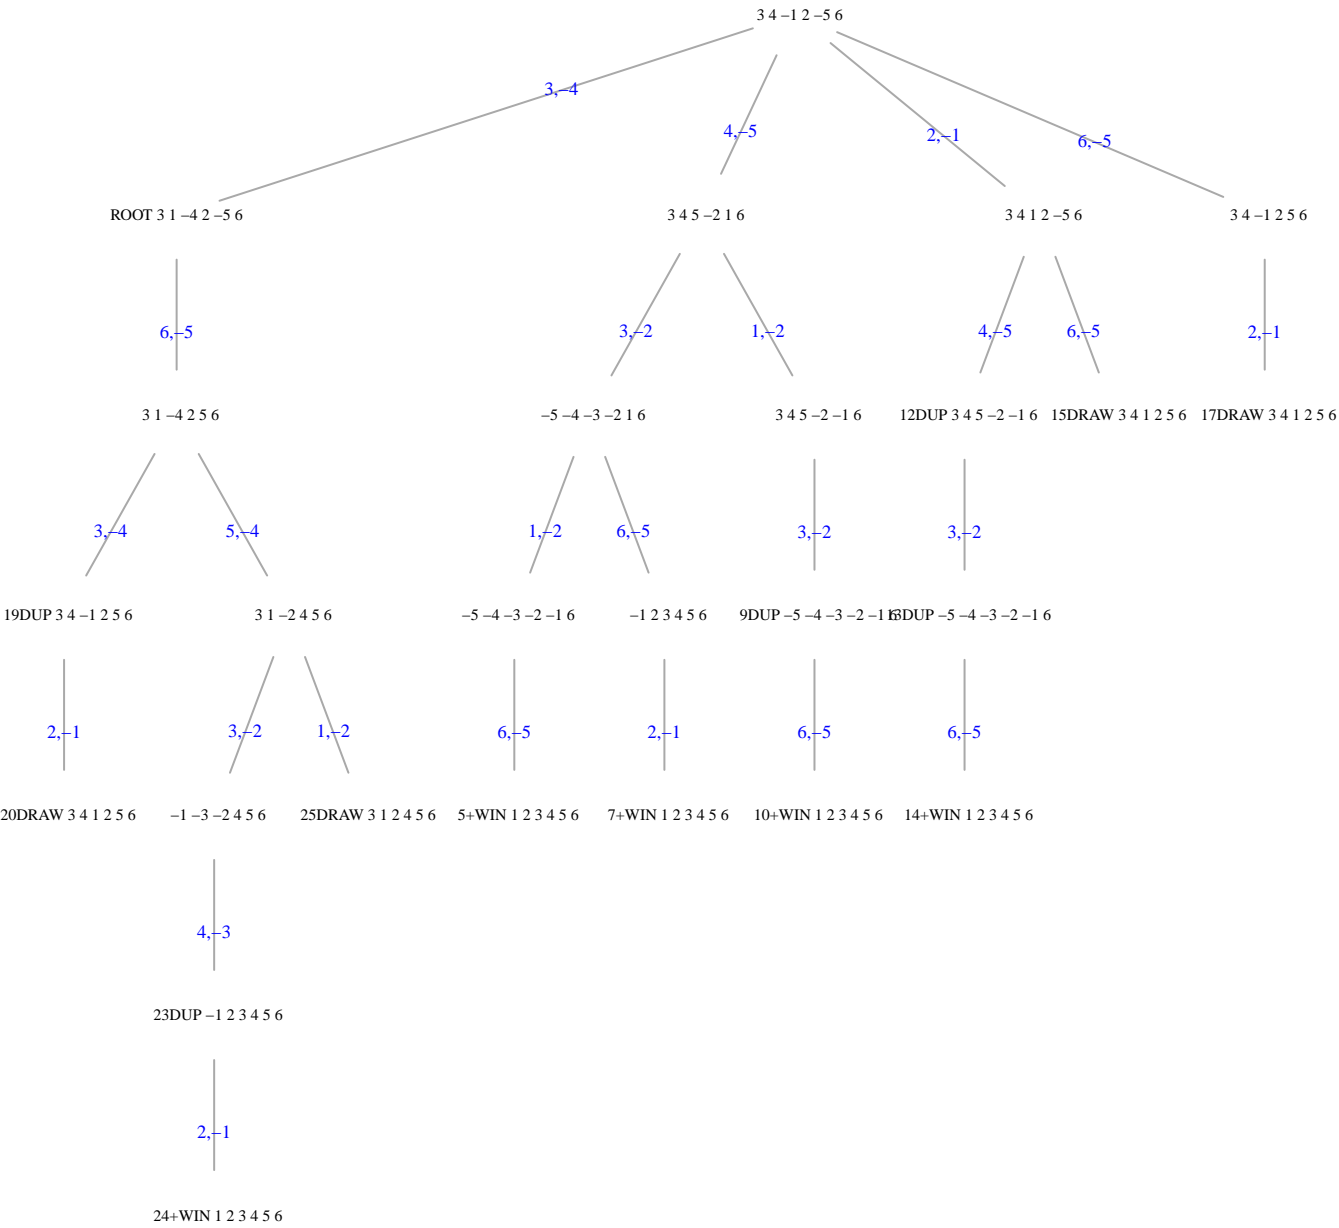 3 4 −1 2 −5 6
3,−4
4,−5
2,−1
6,−5
ROOT 3 1 −4 2 −5 6
3 4 5 −2 1 6
3 4 1 2 −5 6
3 4 −1 2 5 6
6,−5
3,−2
1,−2
4,−5
6,−5
2,−1
3 1 −4 2 5 6
−5 −4 −3 −2 1 6
3 4 5 −2 −1 6
12DUP 3 4 5 −2 −1 6
15DRAW 3 4 1 2 5 6
17DRAW 3 4 1 2 5 6
3,−4
5,−4
1,−2
6,−5
3,−2
3,−2
19DUP 3 4 −1 2 5 6
3 1 −2 4 5 6
−5 −4 −3 −2 −1 6
−1 2 3 4 5 6
9DUP −5 −4 −3 −2 −1 6
13DUP −5 −4 −3 −2 −1 6
2,−1
3,−2
1,−2
6,−5
2,−1
6,−5
6,−5
20DRAW 3 4 1 2 5 6
−1 −3 −2 4 5 6
25DRAW 3 1 2 4 5 6
5+WIN 1 2 3 4 5 6
7+WIN 1 2 3 4 5 6
10+WIN 1 2 3 4 5 6
14+WIN 1 2 3 4 5 6
4,−3
23DUP −1 2 3 4 5 6
2,−1
24+WIN 1 2 3 4 5 6